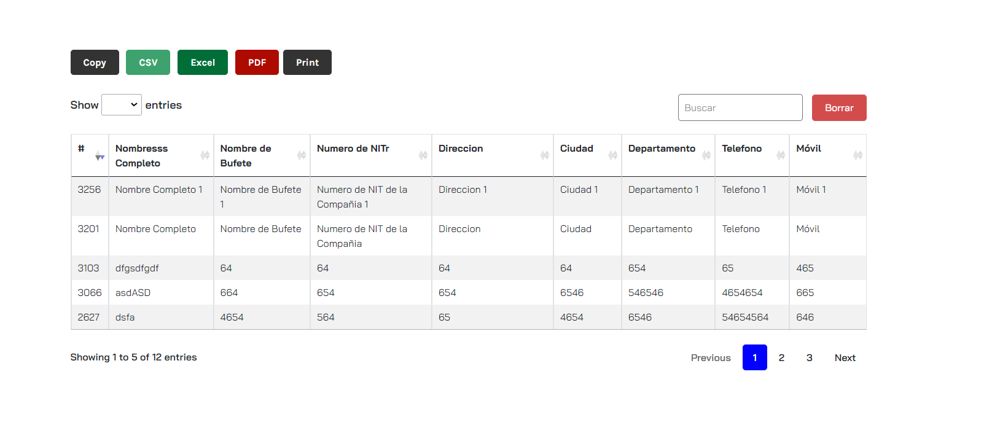 Copy CSV Excel PDF Print
Show entries Buscar Borrar
# Nombresss Completo Nombre de Bufete Numero de NITr Direccion Ciudad Departamento Telefono Móvil
3256 Nombre Completo 1 Nombre de Bufete 1 Numero de NIT de la Compañia 1 Direccion 1 Ciudad 1 Departamento 1 Telefono 1 Móvil 1
3201 Nombre Completo Nombre de Bufete Numero de NIT de la Compañia Direccion Ciudad Departamento Telefono Móvil
3103 dfgsdfgdf 64 64 64 64 654 65 465
3066 asdASD 664 654 654 6546 546546 4654654 665
2627 dsfa 4654 564 65 4654 6546 54654564 646
Showing 1 to 5 of 12 entries Previous 1 2 3 Next